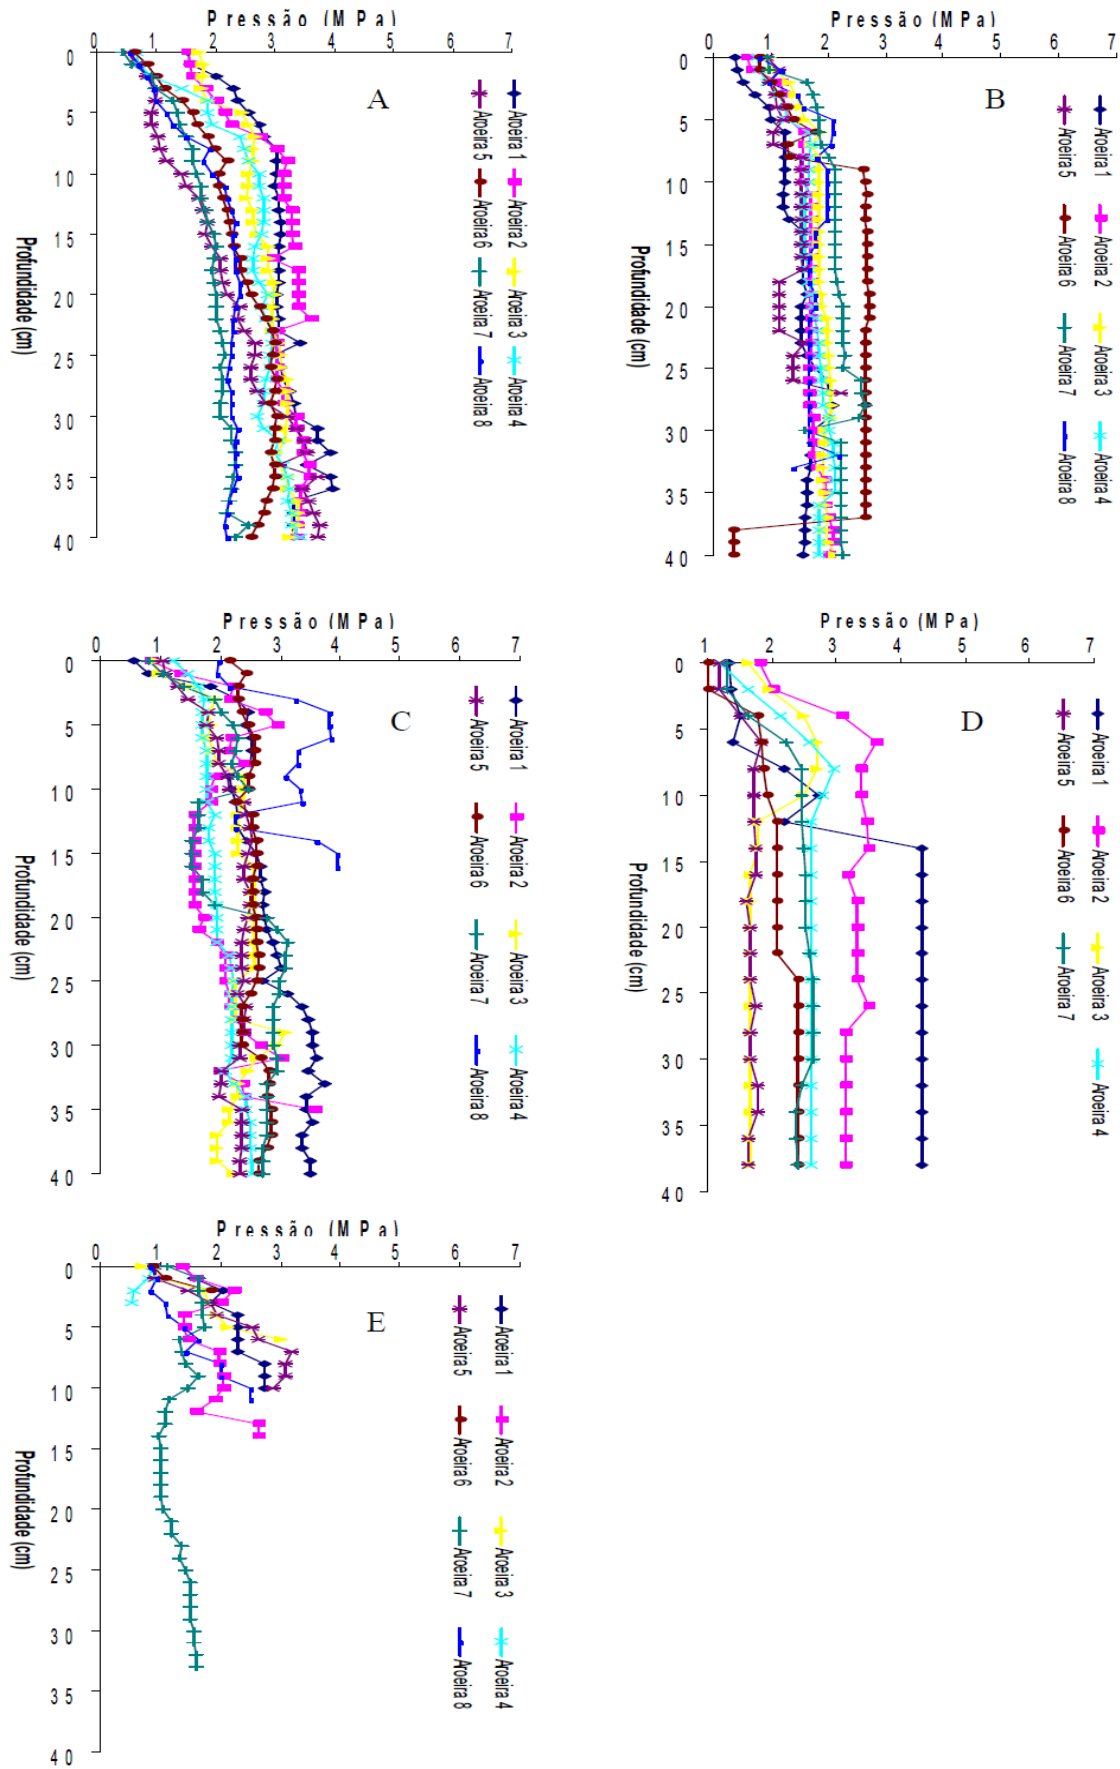 Pressão (MPa)
0 1 2 3 4 5 6 7
0
5
10
15
20
25
30
35
40
Profundidade (cm)
A
Aroeira 1
Aroeira 2
Aroeira 3
Aroeira 4
Aroeira 5
Aroeira 6
Aroeira 7
Aroeira 8
Pressão (MPa)
0 1 2 3 4 5 6 7
0
5
10
15
20
25
30
35
40
Profundidade (cm)
B
Aroeira 1
Aroeira 2
Aroeira 3
Aroeira 4
Aroeira 5
Aroeira 6
Aroeira 7
Aroeira 8
Pressão (MPa)
0 1 2 3 4 5 6 7
0
5
10
15
20
25
30
35
40
Profundidade (cm)
C
Aroeira 1
Aroeira 2
Aroeira 3
Aroeira 4
Aroeira 5
Aroeira 6
Aroeira 7
Aroeira 8
Pressão (MPa)
1 2 3 4 5 6 7
0
5
10
15
20
25
30
35
40
Profundidade (cm)
D
Aroeira 1
Aroeira 2
Aroeira 3
Aroeira 4
Aroeira 5
Aroeira 6
Aroeira 7
Pressão (MPa)
0 1 2 3 4 5 6 7
0
5
10
15
20
25
30
35
40
Profundidade (cm)
E
Aroeira 1
Aroeira 2
Aroeira 3
Aroeira 4
Aroeira 5
Aroeira 6
Aroeira 7
Aroeira 8